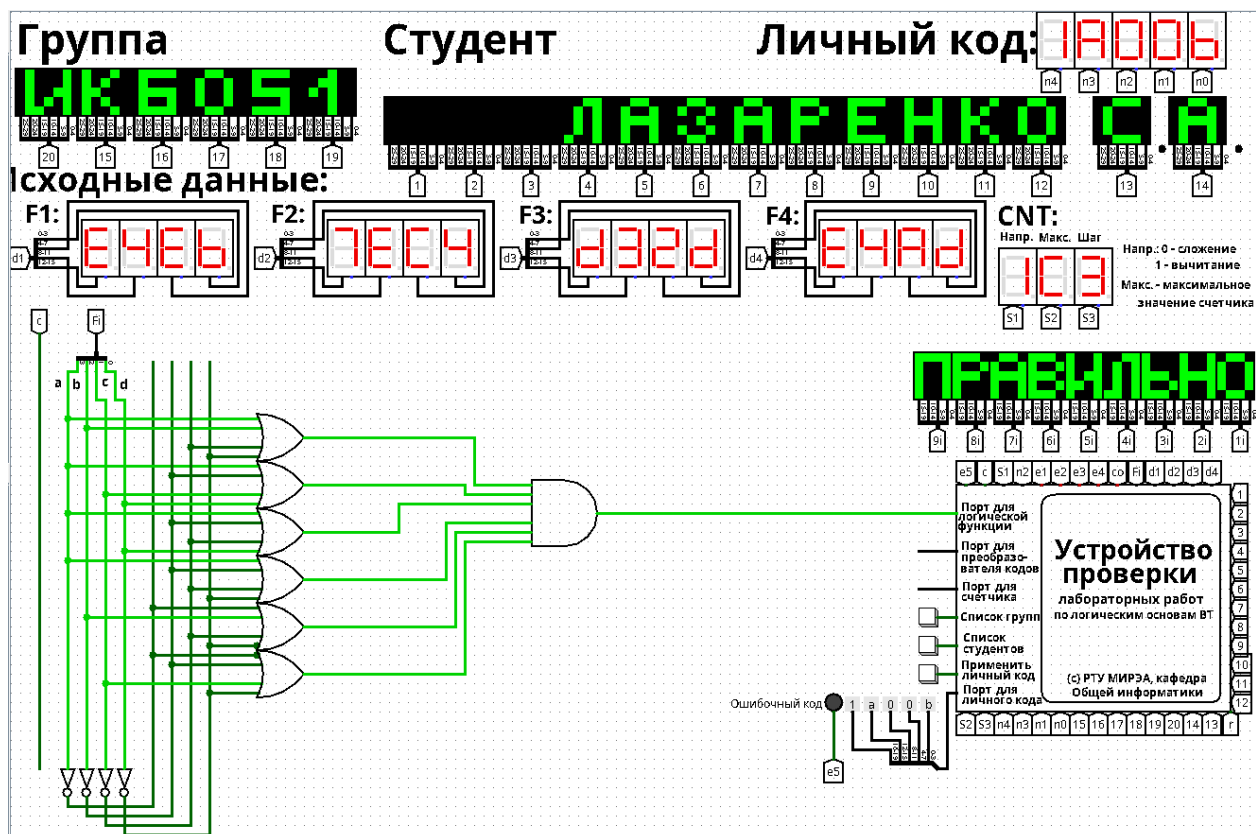 Группа Студент Личный код: 1A00b
n4 n3 n2 n1 n0
ИКБ051 ЛАЗАРЕНКО С.А.
20 15 16 17 18 19 1 2 3 4 5 6 7 8 9 10 11 12 13 14
Исходные данные:
F1: E4Eb F2: 7EC4 F3: d32d F4: E4Ad CNT:
d1 d2 d3 d4
Напр. Макс. Шаг
1C3
S1 S2 S3
Напр.: 0 - сложение
1 - вычитание
Макс. - максимальное
значение счетчика
c Fi
a b c d
ПРАВИЛЬНО
9i 8i 7i 6i 5i 4i 3i 2i 1i
e5 c S1 n2 e1 e2 e3 e4 co Fi d1 d2 d3 d4
Порт для
логической
функции
Порт для
преобразо-
вателя кодов
Порт для
счетчика
Список групп
Список
студентов
Применить
личный код
Порт для
личного кода
Устройство
проверки
лабораторных работ
по логическим основам ВТ
(c) РТУ МИРЭА, кафедра
Общей информатики
1
2
3
4
5
6
7
8
9
10
11
12
Ошибочный код 1 a 0 0 b
e5
S2 S3 n4 n3 n1 n0 15 16 17 18 19 20 14 13 r